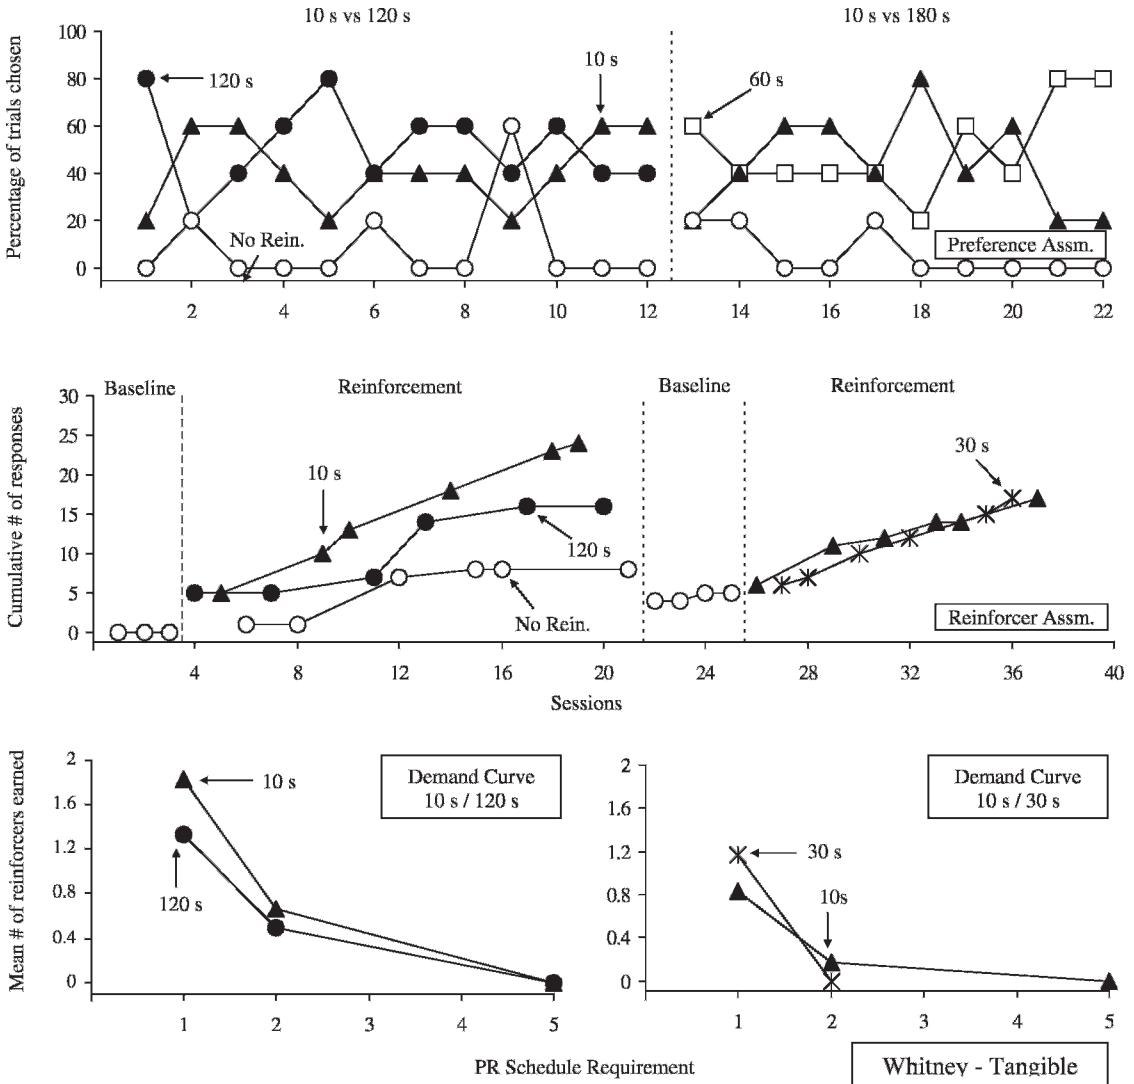 10 s vs 120 s
10 s vs 180 s
Percentage of trials chosen
100
80
60
40
20
0
120 s
10 s
60 s
No Rein.
Preference Assm.
2
4
6
8
10
12
14
16
18
20
22
Baseline
Reinforcement
Baseline
Reinforcement
Cumulative # of responses
30
25
20
15
10
5
0
10 s
120 s
No Rein.
30 s
Reinforcer Assm.
4
8
12
16
20
24
28
32
36
40
Sessions
Mean # of reinforcers earned
2
1.6
1.2
0.8
0.4
0
10 s
120 s
Demand Curve
10 s / 120 s
1
2
3
4
5
2
1.6
1.2
0.8
0.4
0
30 s
10s
Demand Curve
10 s / 30 s
1
2
3
4
5
PR Schedule Requirement
Whitney - Tangible